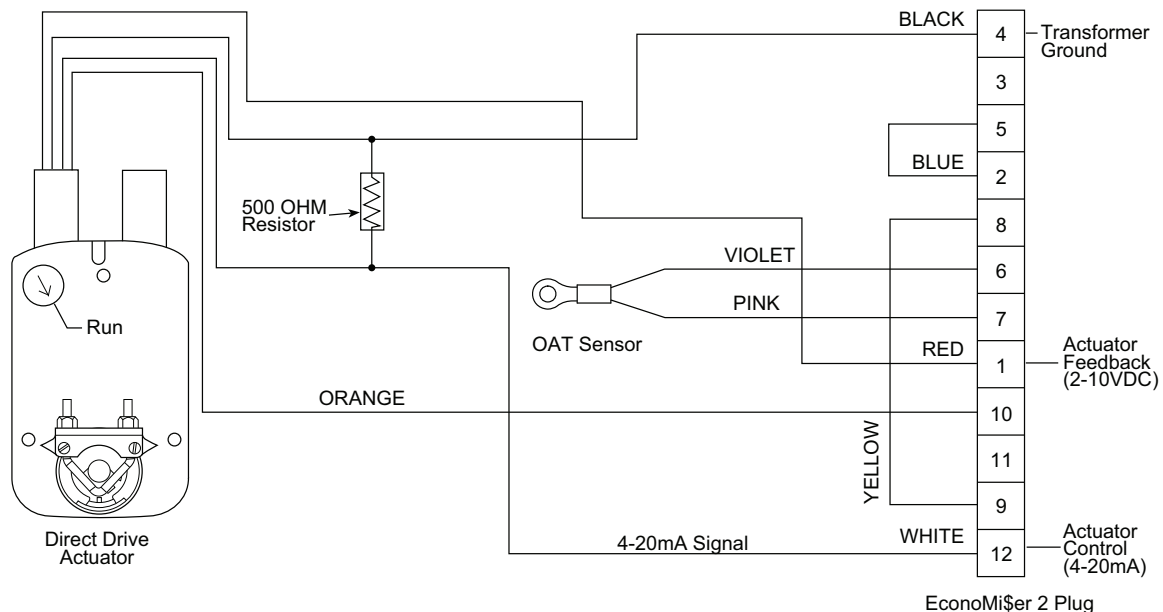 BLACK
4
Transformer
Ground
3
5
BLUE
2
500 OHM
Resistor
8
VIOLET
6
PINK
7
Run
OAT Sensor
RED
1
Actuator
Feedback
(2-10VDC)
ORANGE
10
YELLOW
11
9
Direct Drive
Actuator
4-20mA Signal
WHITE
12
Actuator
Control
(4-20mA)
EconoMi$er 2 Plug